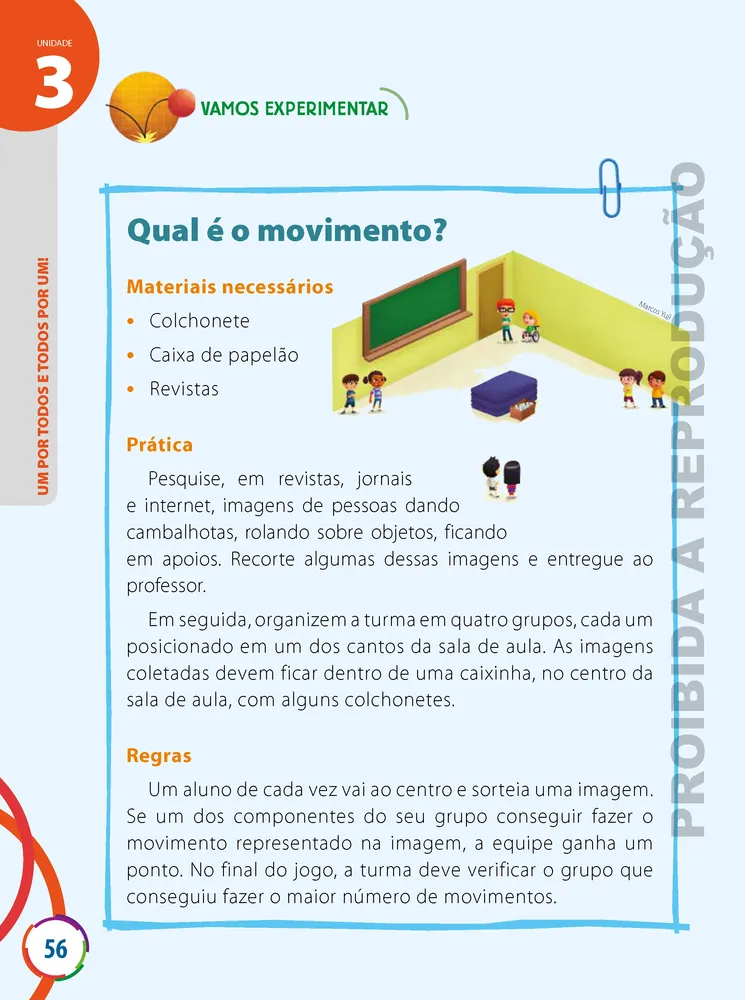 UNIDADE
3
VAMOS EXPERIMENTAR
UM POR TODOS E TODOS POR UM!
Qual é o movimento?
Materiais necessários
• Colchonete
• Caixa de papelão
• Revistas
Marcos Yuji
Prática
Pesquise, em revistas, jornais
e internet, imagens de pessoas dando
cambalhotas, rolando sobre objetos, ficando
em apoios. Recorte algumas dessas imagens e entregue ao
professor.
Em seguida, organizem a turma em quatro grupos, cada um
posicionado em um dos cantos da sala de aula. As imagens
coletadas devem ficar dentro de uma caixinha, no centro da
sala de aula, com alguns colchonetes.
Regras
Um aluno de cada vez vai ao centro e sorteia uma imagem.
Se um dos componentes do seu grupo conseguir fazer o
movimento representado na imagem, a equipe ganha um
ponto. No final do jogo, a turma deve verificar o grupo que
conseguiu fazer o maior número de movimentos.
PROIBIDA A REPRODUÇÃO
56